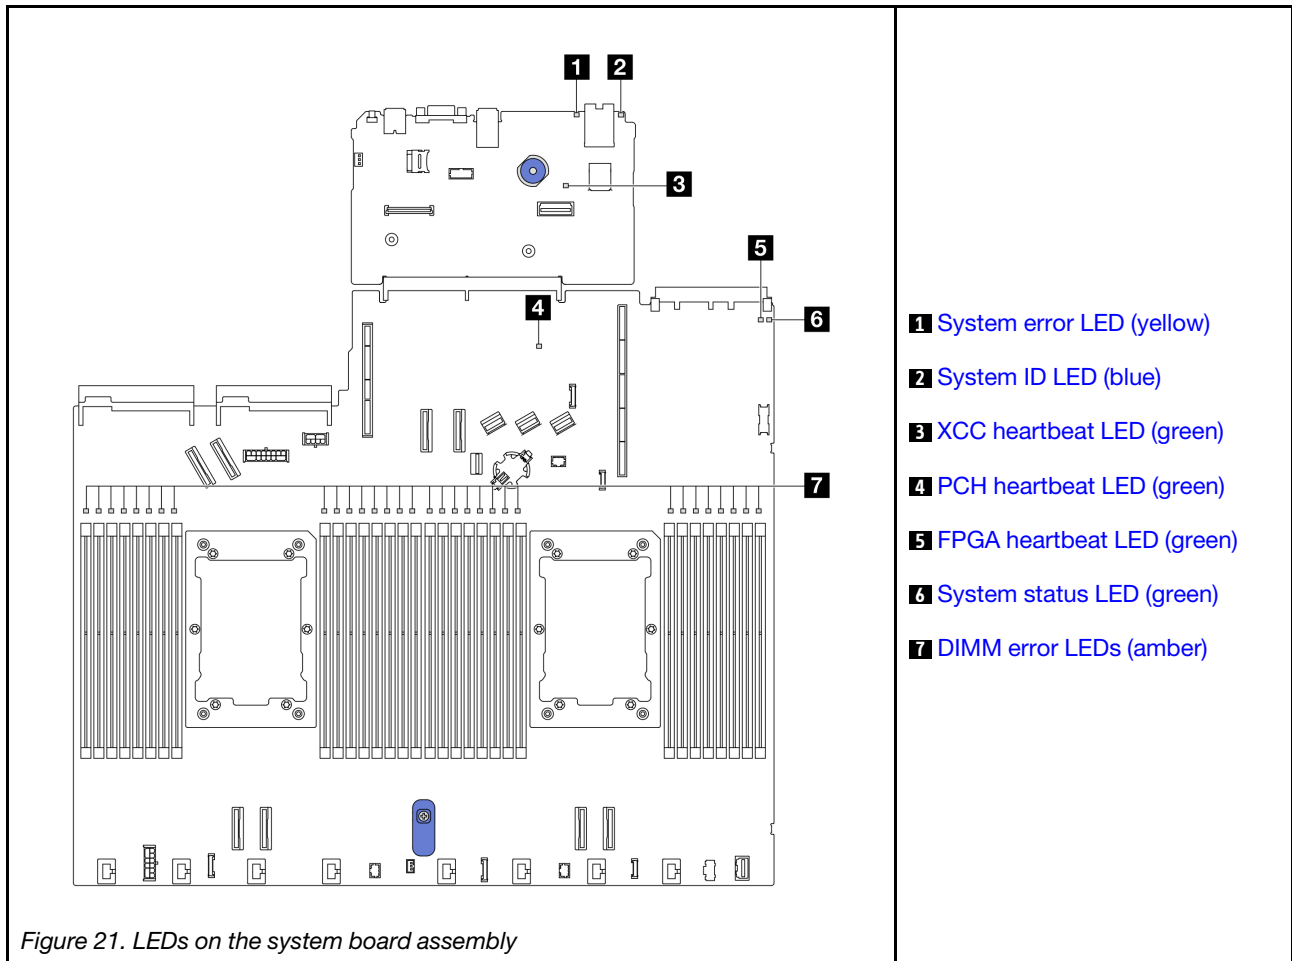 1 2
3
5
4
6
7
Figure 21. LEDs on the system board assembly
1 System error LED (yellow)
2 System ID LED (blue)
3 XCC heartbeat LED (green)
4 PCH heartbeat LED (green)
5 FPGA heartbeat LED (green)
6 System status LED (green)
7 DIMM error LEDs (amber)